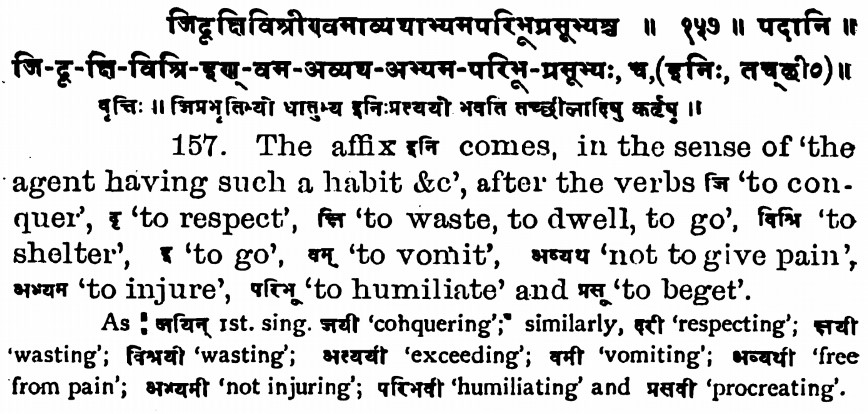 जिदृक्षिविश्रीण्वमाव्यथाभ्यमपरिभूप्रसूभ्यश्च ॥ १५७ ॥ पदानि ॥
जि-दृ-क्षि-विश्रि-इण्-वम-अव्यथ-अभ्यम-परिभू-प्रसूभ्यः, च, (इनिः, तच्छी०) ॥
वृत्तिः ॥ जिप्रभृतिभ्यो धातुभ्य इनिःप्रत्ययो भवति तच्छीलादिषु कर्तृषु ॥
157. The affix इनि comes, in the sense of 'the
agent having such a habit &c', after the verbs जि 'to con-
quer', दृ 'to respect', क्षि 'to waste, to dwell, to go', विश्रि 'to
shelter', इ 'to go', वम् 'to vomit', अव्यथ 'not to give pain',
अभ्यम 'to injure', परिभू 'to humiliate' and प्रसू 'to beget'.
As जयिन् 1st. sing. जयी 'cohquering'; similarly, दरी 'respecting'; क्षयी
'wasting'; विश्रयी 'wasting'; अत्ययी 'exceeding'; वमी 'vomiting'; अव्यथी 'free
from pain'; अभ्यमी 'not injuring'; परिभवी 'humiliating' and प्रसवी 'procreating'.